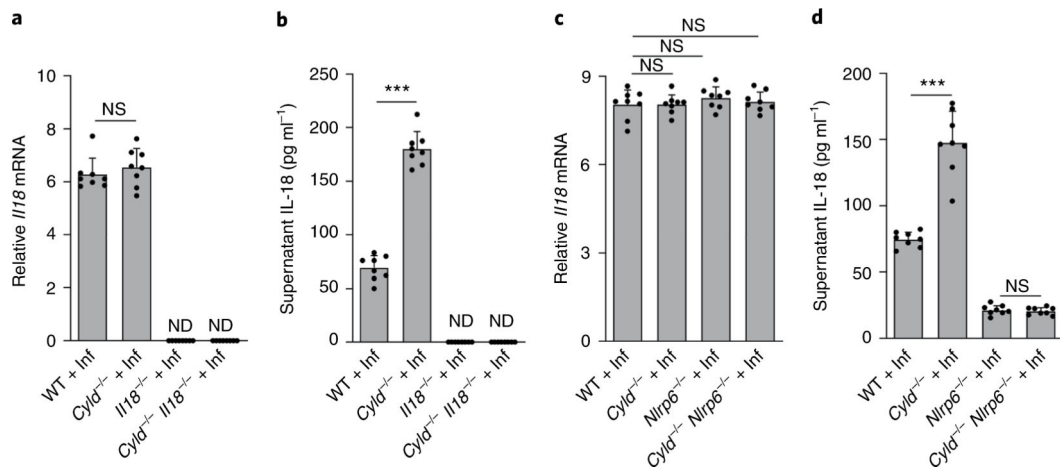 a
Relative Il18 mRNA
10
8
6
4
2
0
NS
ND
ND
WT + Inf
Cyld–/– + Inf
Il18–/– + Inf
Cyld–/– Il18–/– + Inf
b
Supernatant IL-18 (pg ml–1)
250
200
150
100
50
0
***
ND
ND
WT + Inf
Cyld–/– + Inf
Il18–/– + Inf
Cyld–/– Il18–/– + Inf
c
Relative Il18 mRNA
9
8
3
0
NS
NS
NS
WT + Inf
Cyld–/– + Inf
Nlrp6–/– + Inf
Cyld–/– Nlrp6–/– + Inf
d
Supernatant IL-18 (pg ml–1)
200
150
100
50
0
***
NS
WT + Inf
Cyld–/– + Inf
Nlrp6–/– + Inf
Cyld–/– Nlrp6–/– + Inf